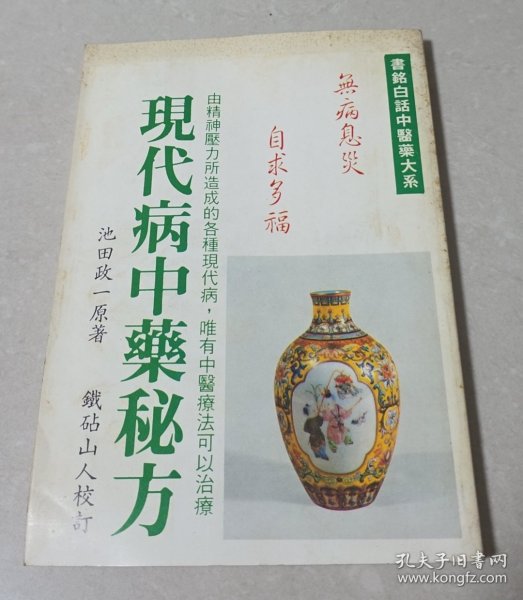 書銘白話中醫藥大系
無病息災
自求多福
由精神壓力所造成的各種現代病，唯有中醫療法可以治療
現代病中藥秘方
池田政一原著
鐵砧山人校訂
孔夫子旧书网
www.kongfz.com